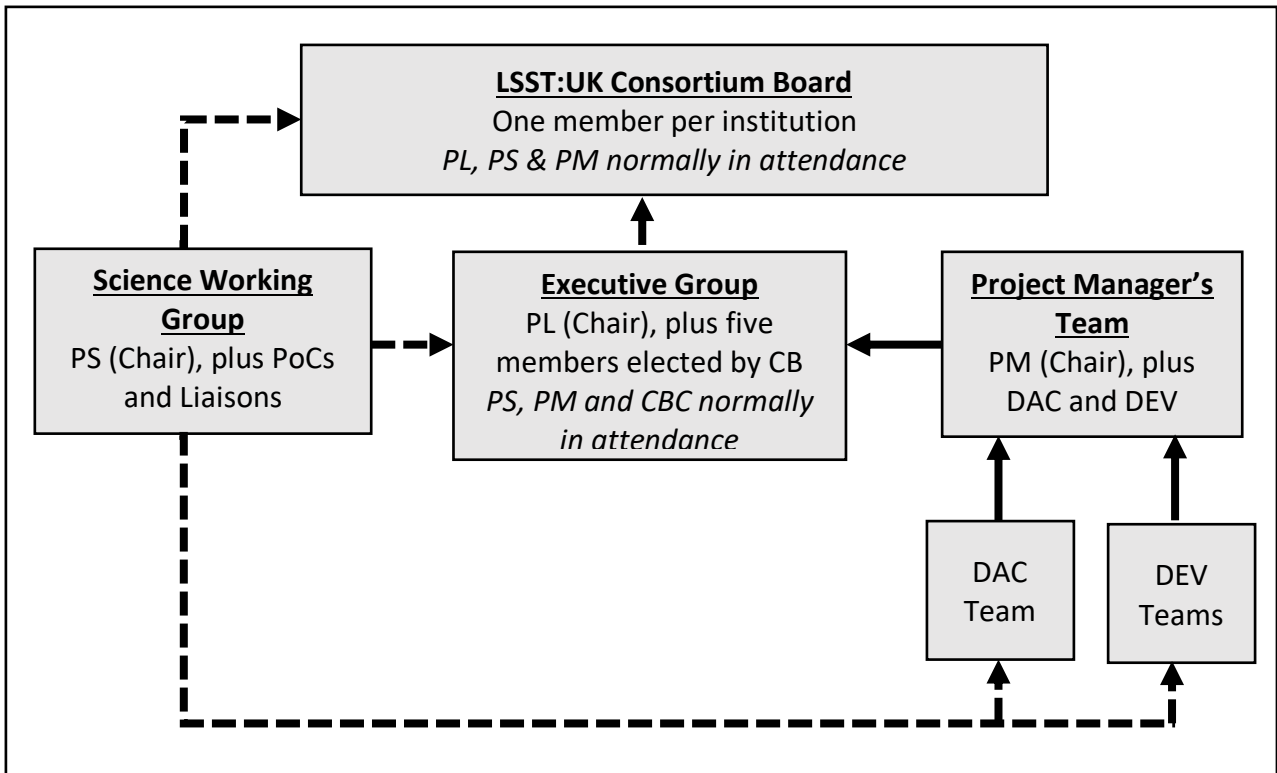 LSST:UK Consortium Board
One member per institution
PL, PS & PM normally in attendance
Science Working
Group
PS (Chair), plus PoCs
and Liaisons
Executive Group
PL (Chair), plus five
members elected by CB
PS, PM and CBC normally
in attendance
Project Manager’s
Team
PM (Chair), plus
DAC and DEV
DAC
Team
DEV
Teams